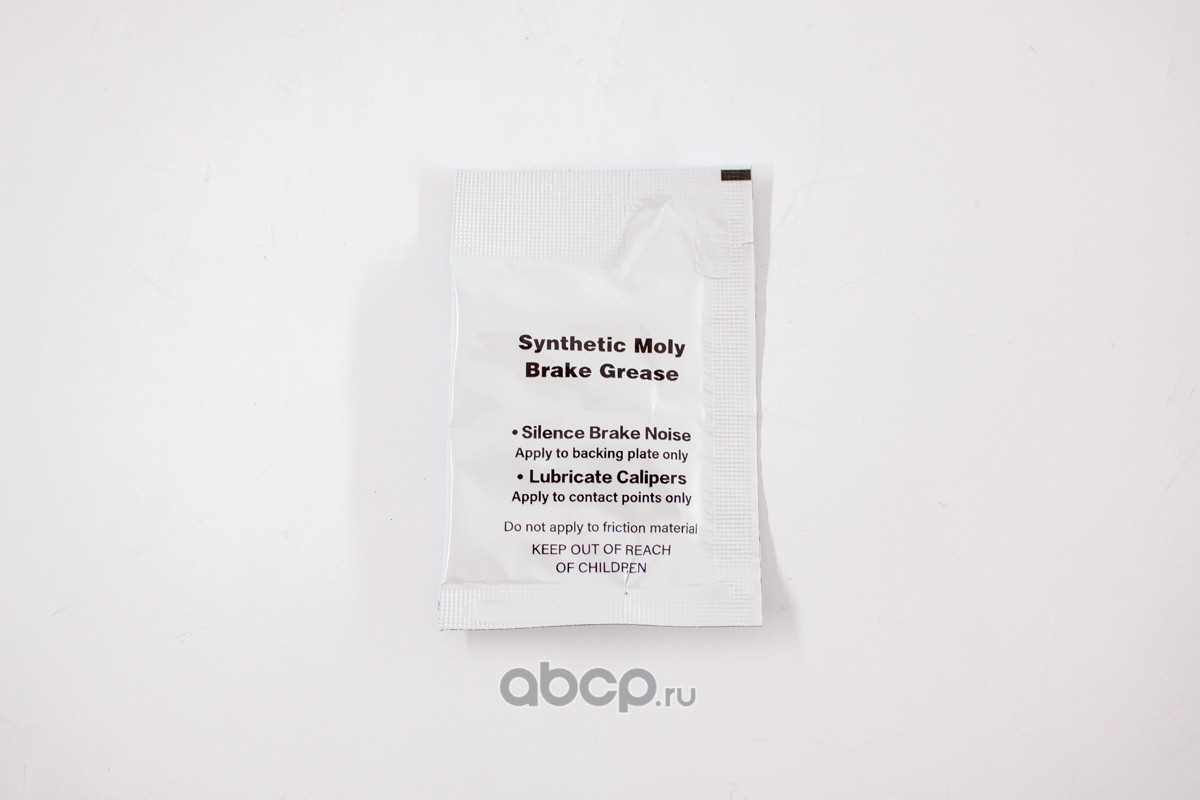 Synthetic Moly
Brake Grease
• Silence Brake Noise
Apply to backing plate only
• Lubricate Calipers
Apply to contact points only
Do not apply to friction material
KEEP OUT OF REACH
OF CHILDREN
abcp.ru